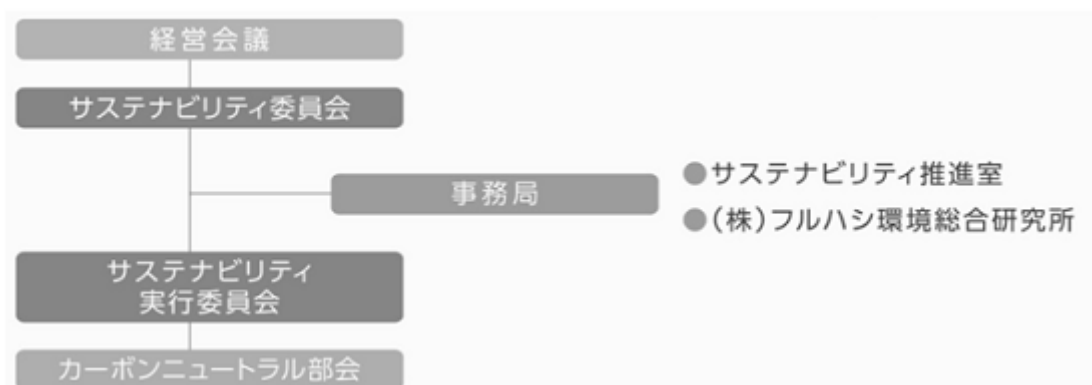 経営会議
サステナビリティ委員会
事務局
●サステナビリティ推進室
●(株)フルハシ環境総合研究所
サステナビリティ
実行委員会
カーボンニュートラル部会